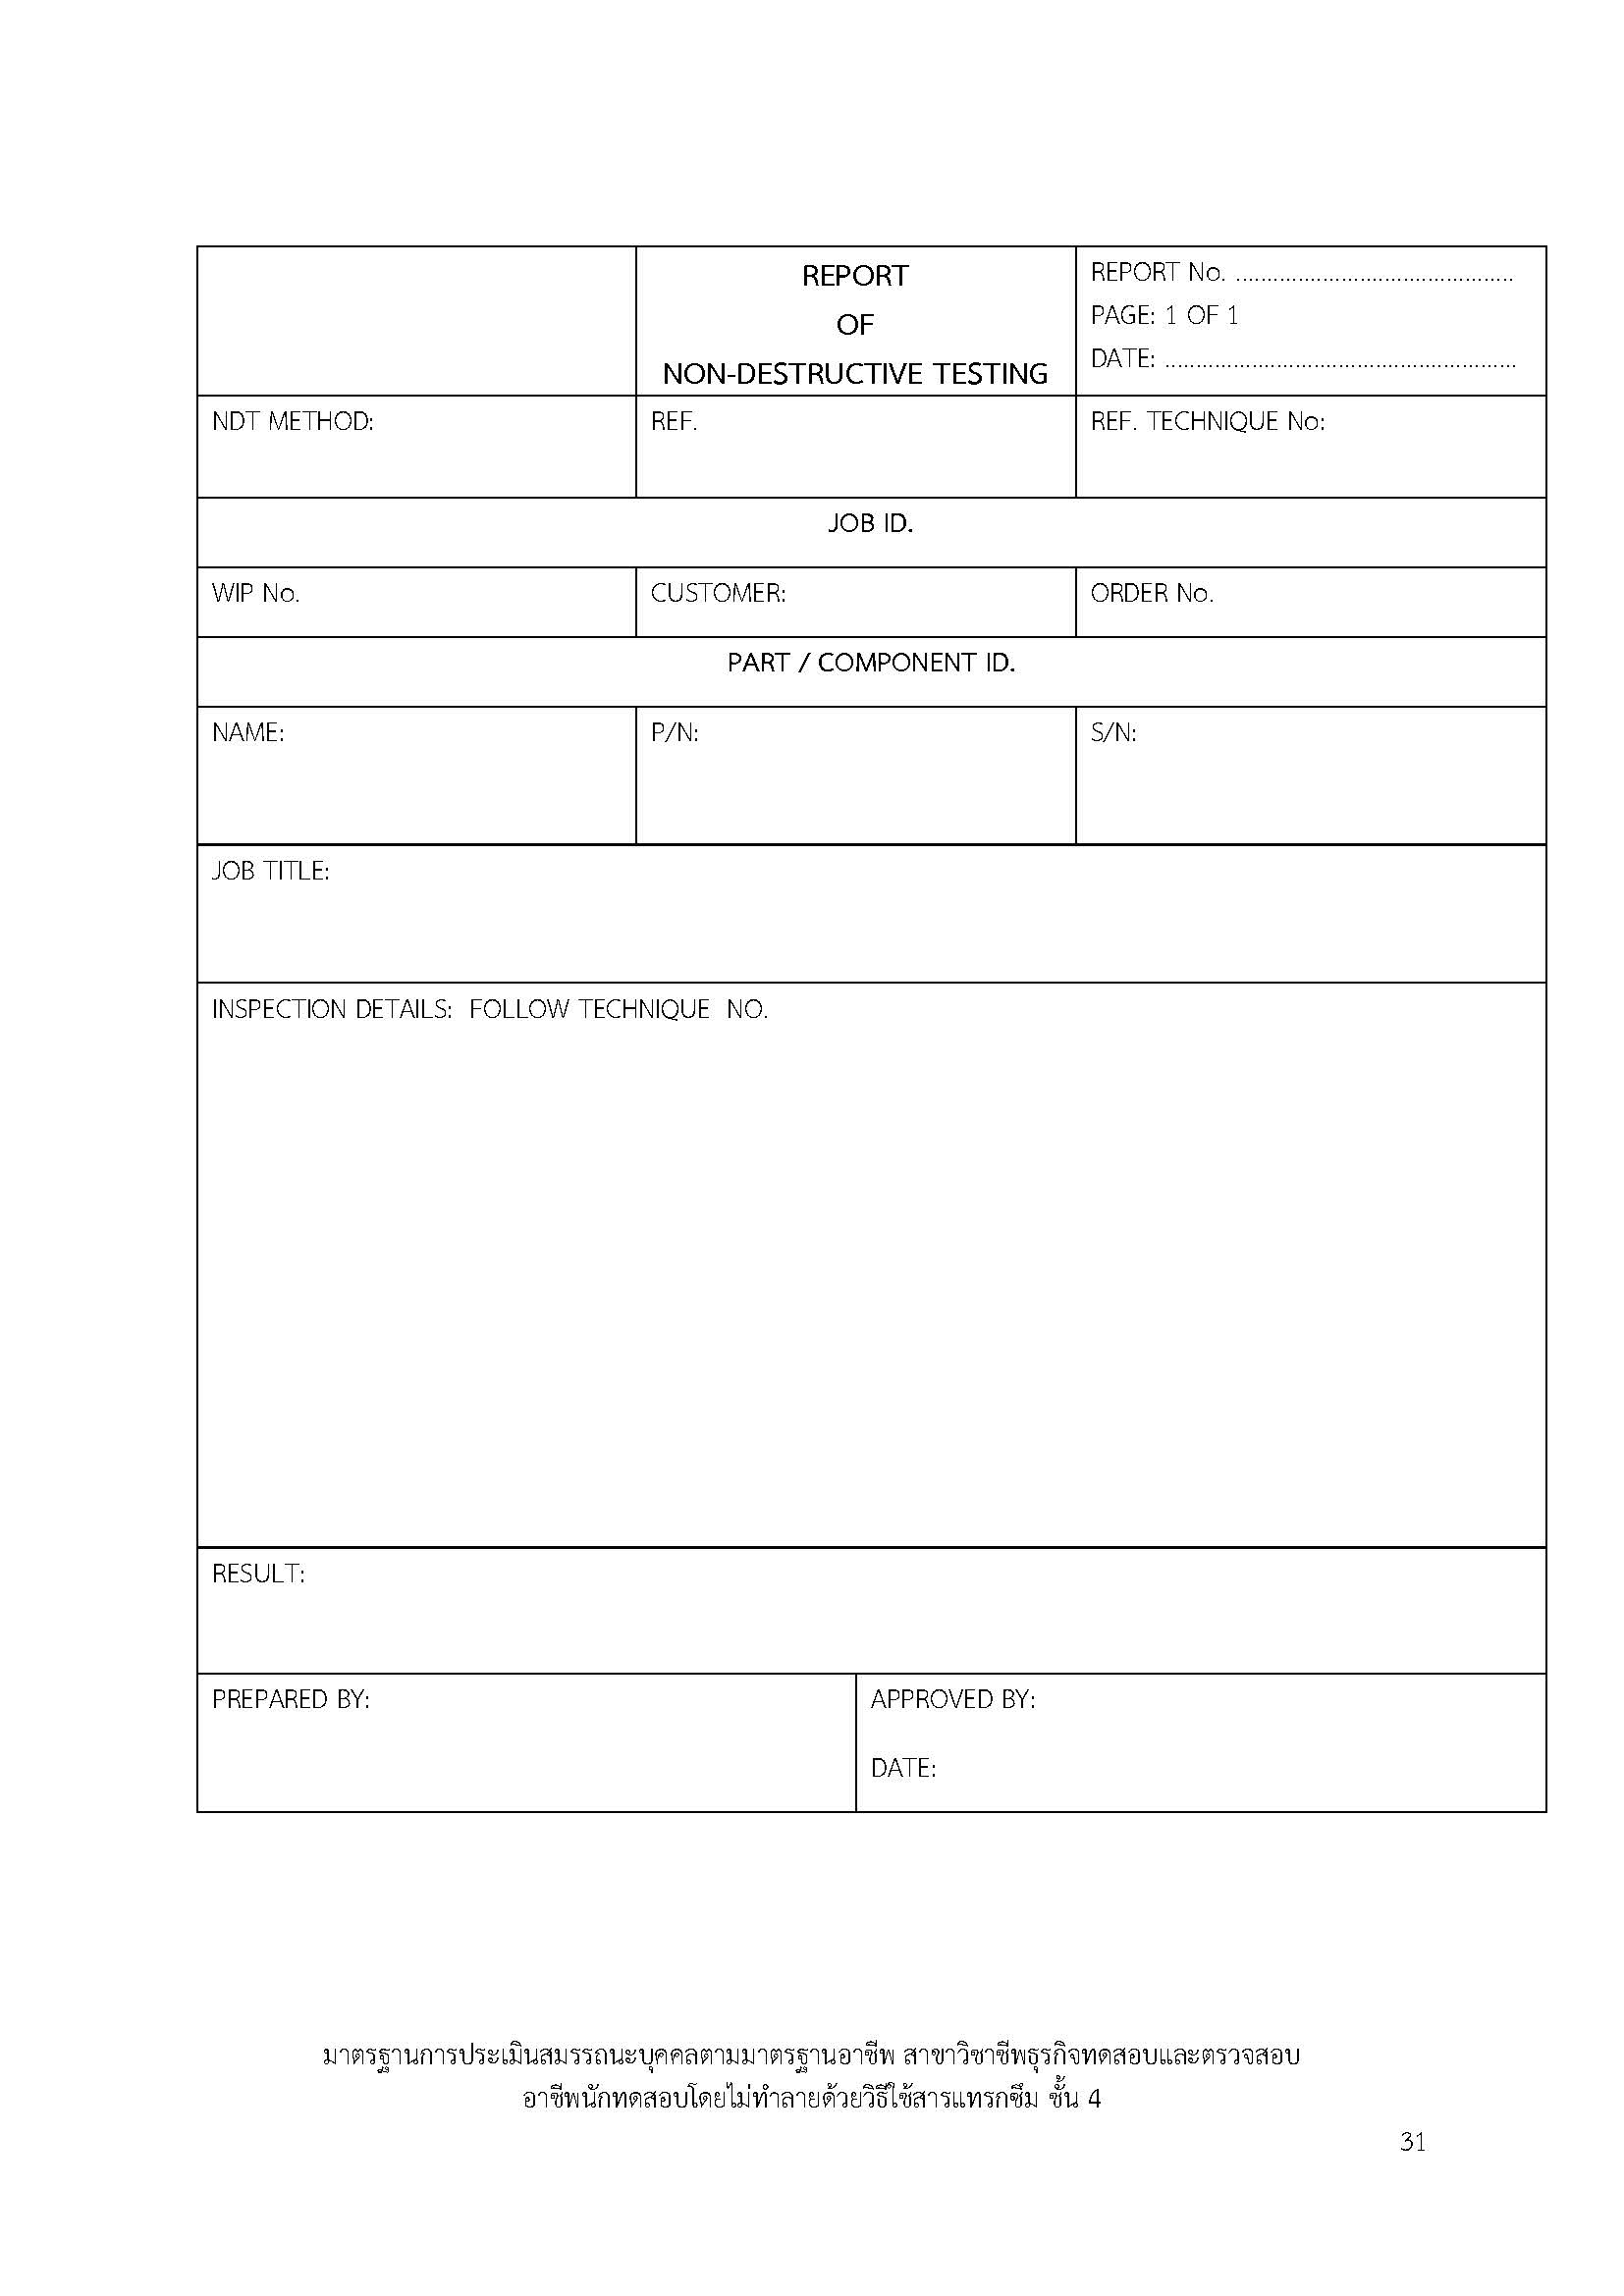 REPORT
OF
NON-DESTRUCTIVE TESTING
REPORT No. ............................................
PAGE: 1 OF 1
DATE: ........................................................
NDT METHOD:
REF.
REF. TECHNIQUE No:
JOB ID.
WIP No.
CUSTOMER:
ORDER No.
PART / COMPONENT ID.
NAME:
P/N:
S/N:
JOB TITLE:
INSPECTION DETAILS:  FOLLOW TECHNIQUE  NO.
RESULT:
PREPARED BY:
APPROVED BY:
DATE:
มาตรฐานการประเมินสมรรถนะบุคคลตามมาตรฐานอาชีพ สาขาวิชาชีพธุรกิจทดสอบและตรวจสอบ
อาชีพนักทดสอบโดยไม่ทำลายด้วยวิธีใช้สารแทรกซึม ชั้น 4
31